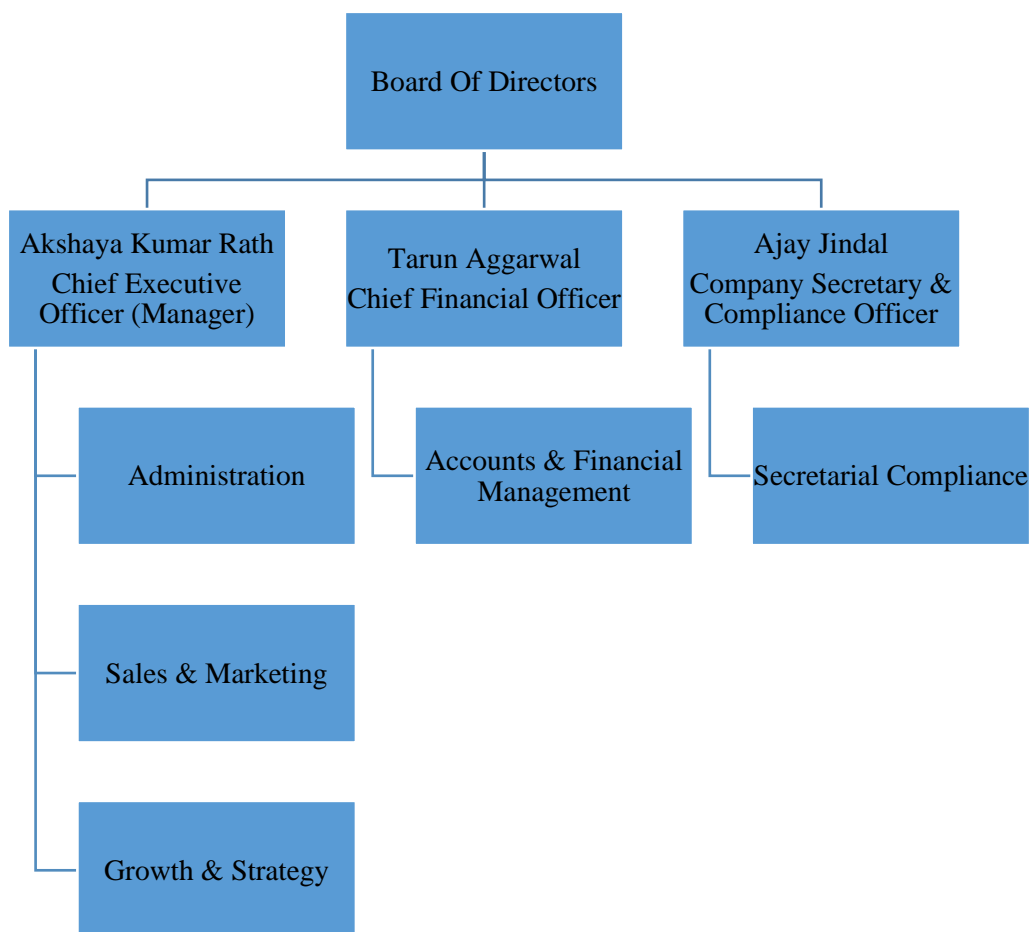 Board Of Directors
Akshaya Kumar Rath
Chief Executive
Officer (Manager)
Tarun Aggarwal
Chief Financial Officer
Ajay Jindal
Company Secretary &
Compliance Officer
Administration
Accounts & Financial
Management
Secretarial Compliance
Sales & Marketing
Growth & Strategy